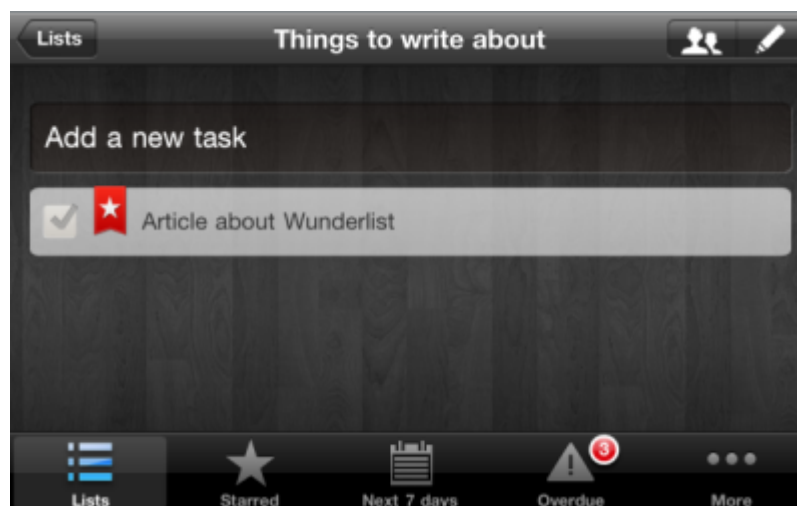 Lists
Things to write about
Add a new task
Article about Wunderlist
3
Lists
Starred
Next 7 days
Overdue
More